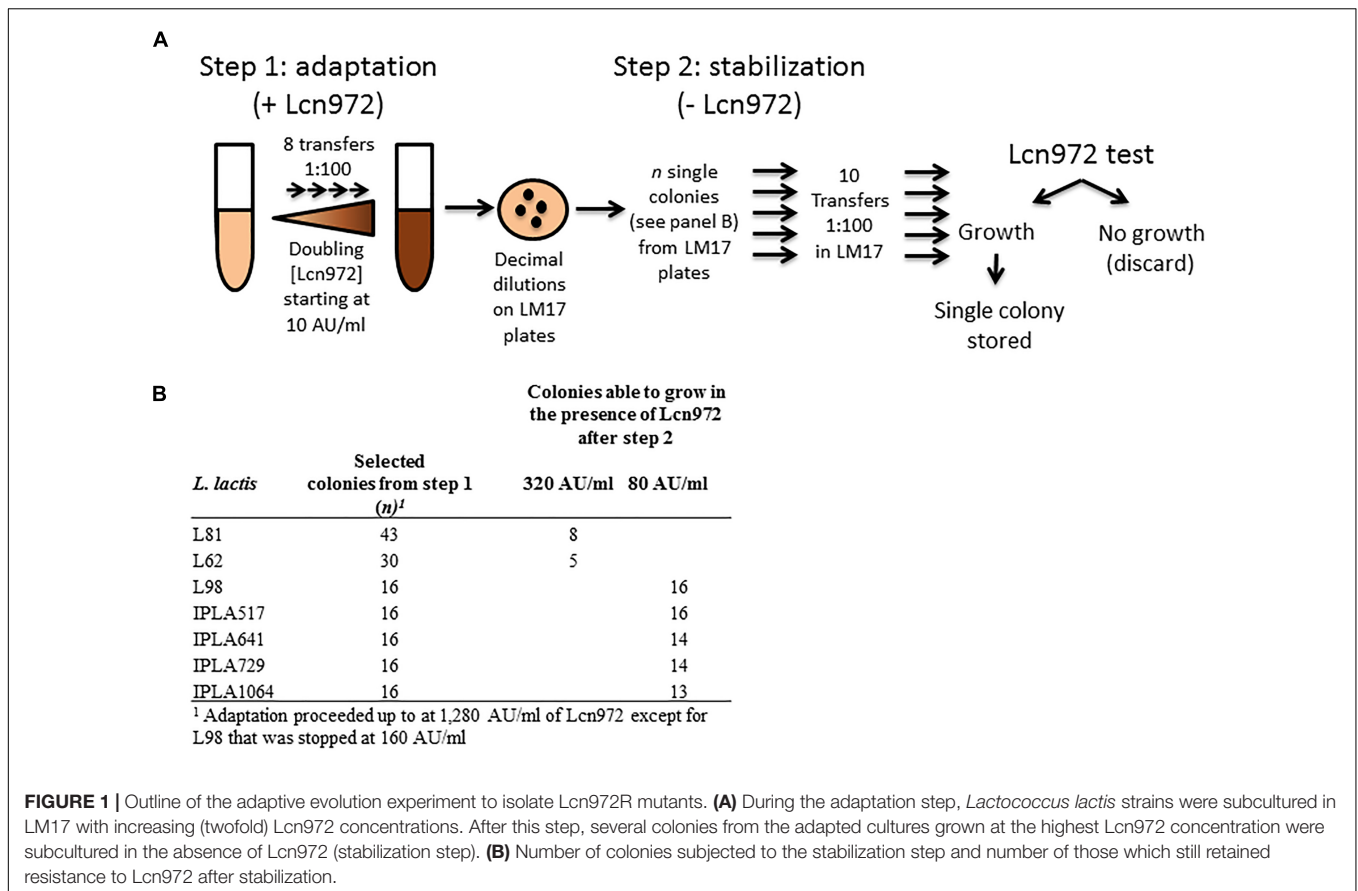 A
Step 1: adaptation
(+ Lcn972)
8 transfers
1:100
Doubling
[Lcn972]
starting at
10 AU/ml
Decimal
dilutions
on LM17
plates
Step 2: stabilization
(- Lcn972)
n single
colonies
(see panel B)
from LM17
plates
10
Transfers
1:100
in LM17
Lcn972 test
Growth
No growth
(discard)
Single colony
stored
B
Colonies able to grow in
the presence of Lcn972
after step 2
L. lactis
Selected
colonies from step 1
(n)¹
320 AU/ml 80 AU/ml
L81 43 8
L62 30 5
L98 16 16
IPLA517 16 16
IPLA641 16 14
IPLA729 16 14
IPLA1064 16 13
¹ Adaptation proceeded up to at 1,280 AU/ml of Lcn972 except for
L98 that was stopped at 160 AU/ml
FIGURE 1 | Outline of the adaptive evolution experiment to isolate Lcn972R mutants. (A) During the adaptation step, Lactococcus lactis strains were subcultured in
LM17 with increasing (twofold) Lcn972 concentrations. After this step, several colonies from the adapted cultures grown at the highest Lcn972 concentration were
subcultured in the absence of Lcn972 (stabilization step). (B) Number of colonies subjected to the stabilization step and number of those which still retained
resistance to Lcn972 after stabilization.